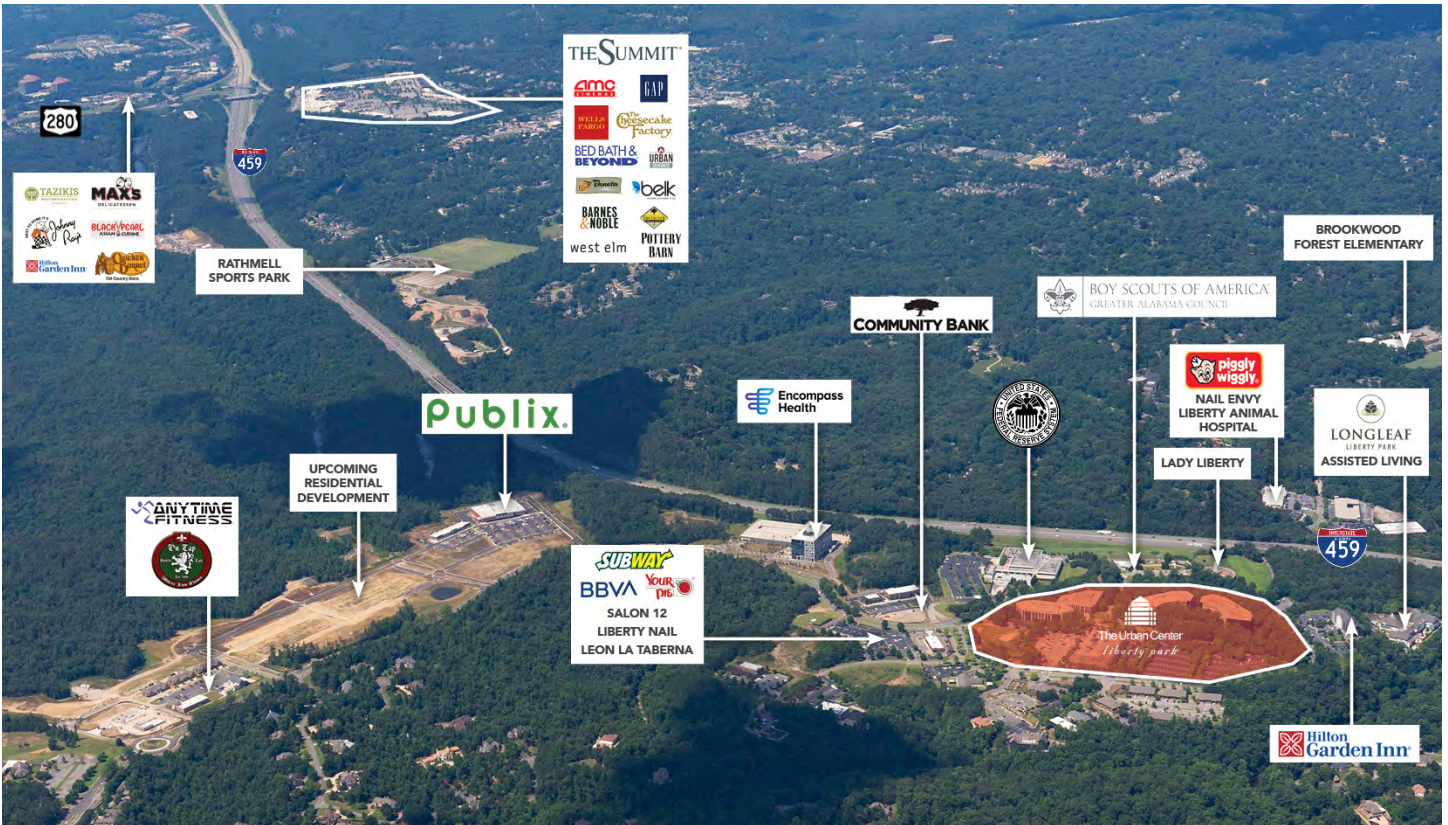 280
INTERSTATE
459
TAZIKIS
MAX'S
DELICATESSEN
Johnny
Ray's
BLACK PEARL
ASIAN CUISINE
Hilton
Garden Inn
Cracker
Barrel
Old Country Store
RATHMELL
SPORTS PARK
THE SUMMIT
amc
CINEMAS
GAP
WELLS
FARGO
The
Cheesecake
Factory
BED BATH &
BEYOND
URBAN
Panera
belk
BARNES
&NOBLE
west elm
POTTERY
BARN
BROOKWOOD
FOREST ELEMENTARY
BOY SCOUTS OF AMERICA
GREATER ALABAMA COUNCIL
COMMUNITY BANK
piggly
wiggly
NAIL ENVY
LIBERTY ANIMAL
HOSPITAL
LONGLEAF
LIBERTY PARK
ASSISTED LIVING
Encompass
Health
UNITED STATES
FEDERAL RESERVE SYSTEM
LADY LIBERTY
Publix
UPCOMING
RESIDENTIAL
DEVELOPMENT
ANYTIME
FITNESS
On Tap
INTERSTATE
459
SUBWAY
BBVA
YOUR
PIE
SALON 12
LIBERTY NAIL
LEON LA TABERNA
The Urban Center
liberty park
Hilton
Garden Inn